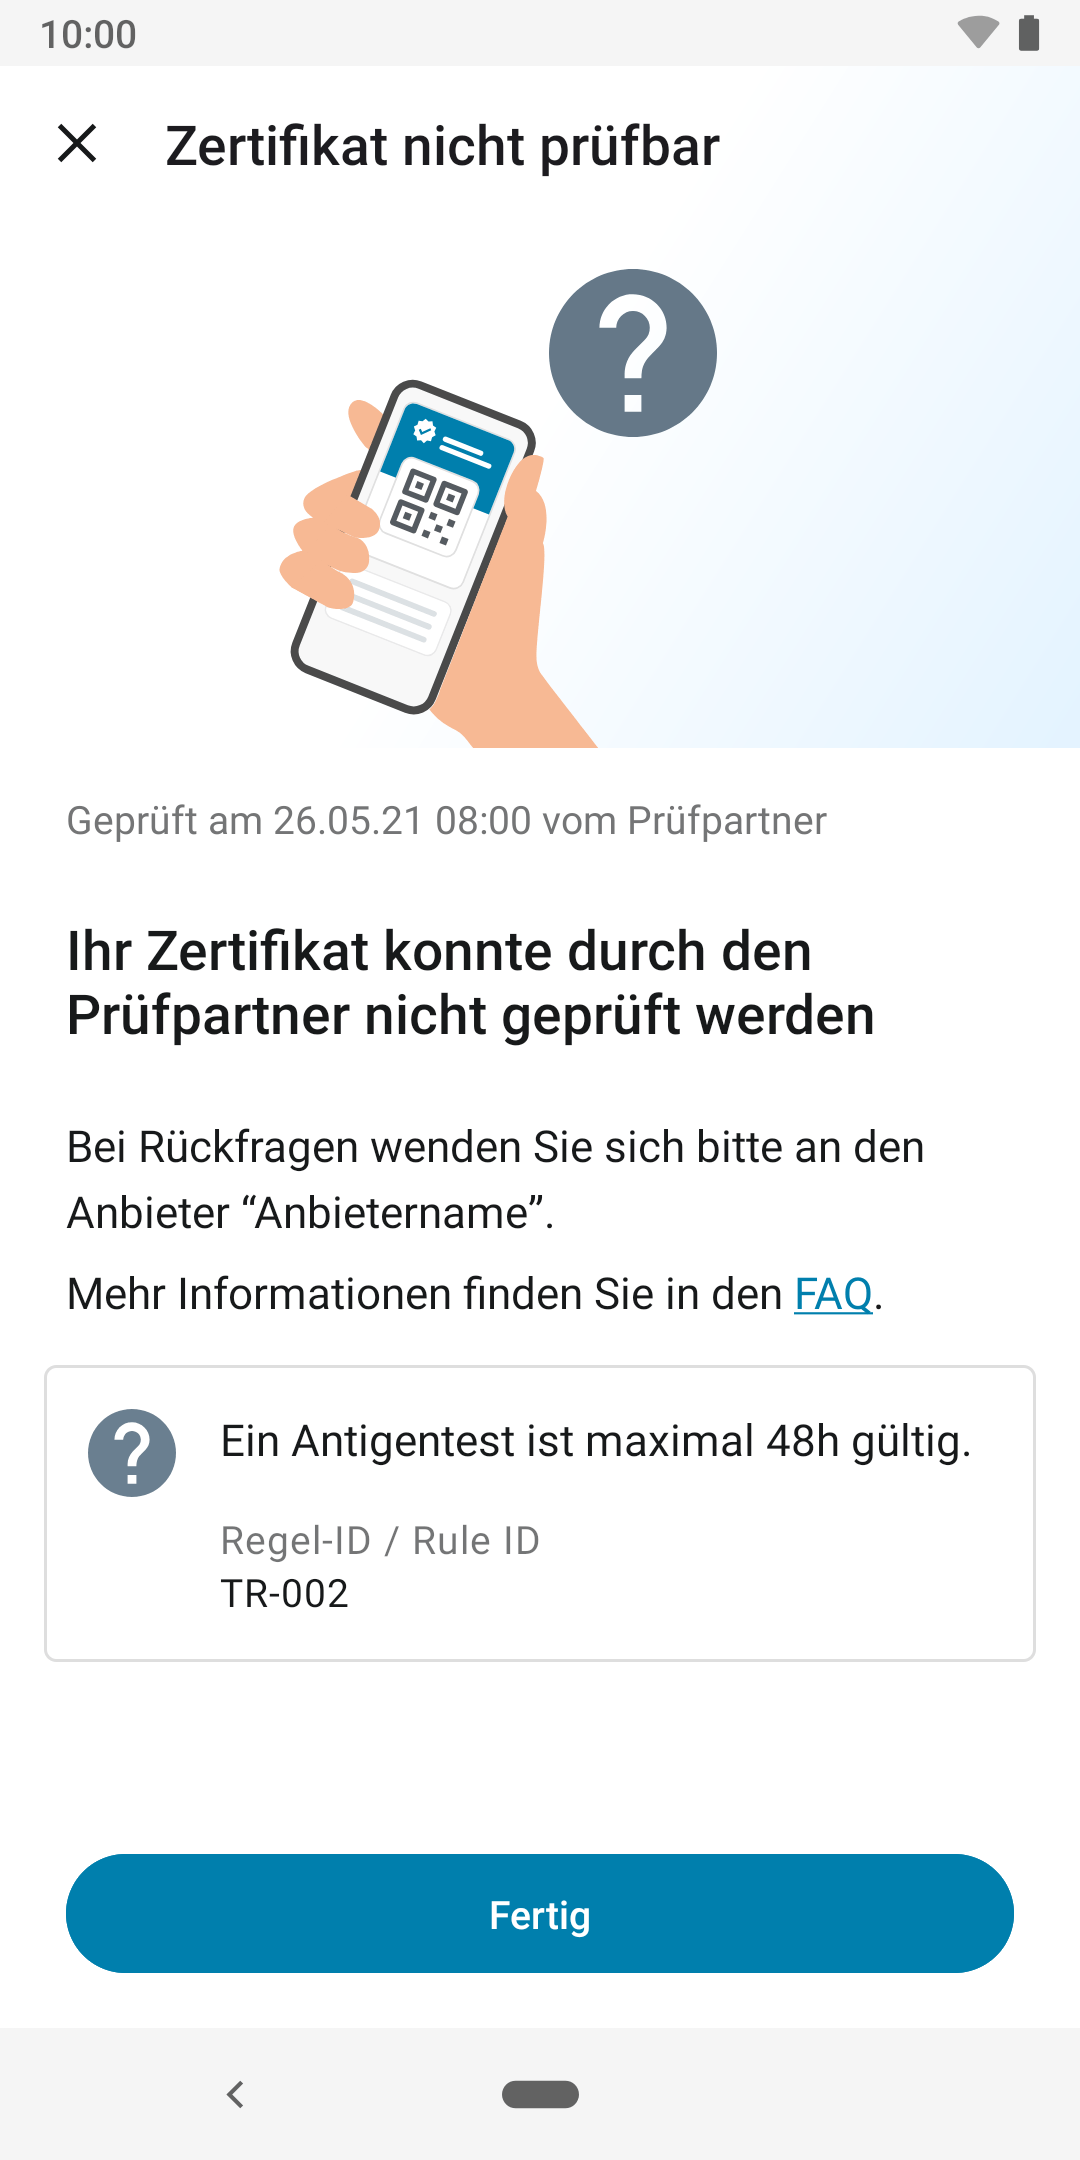 10:00
Zertifikat nicht prüfbar
Geprüft am 26.05.21 08:00 vom Prüfpartner
Ihr Zertifikat konnte durch den
Prüfpartner nicht geprüft werden
Bei Rückfragen wenden Sie sich bitte an den
Anbieter “Anbietername”.
Mehr Informationen finden Sie in den FAQ.
Ein Antigentest ist maximal 48h gültig.
Regel-ID / Rule ID
TR-002
Fertig